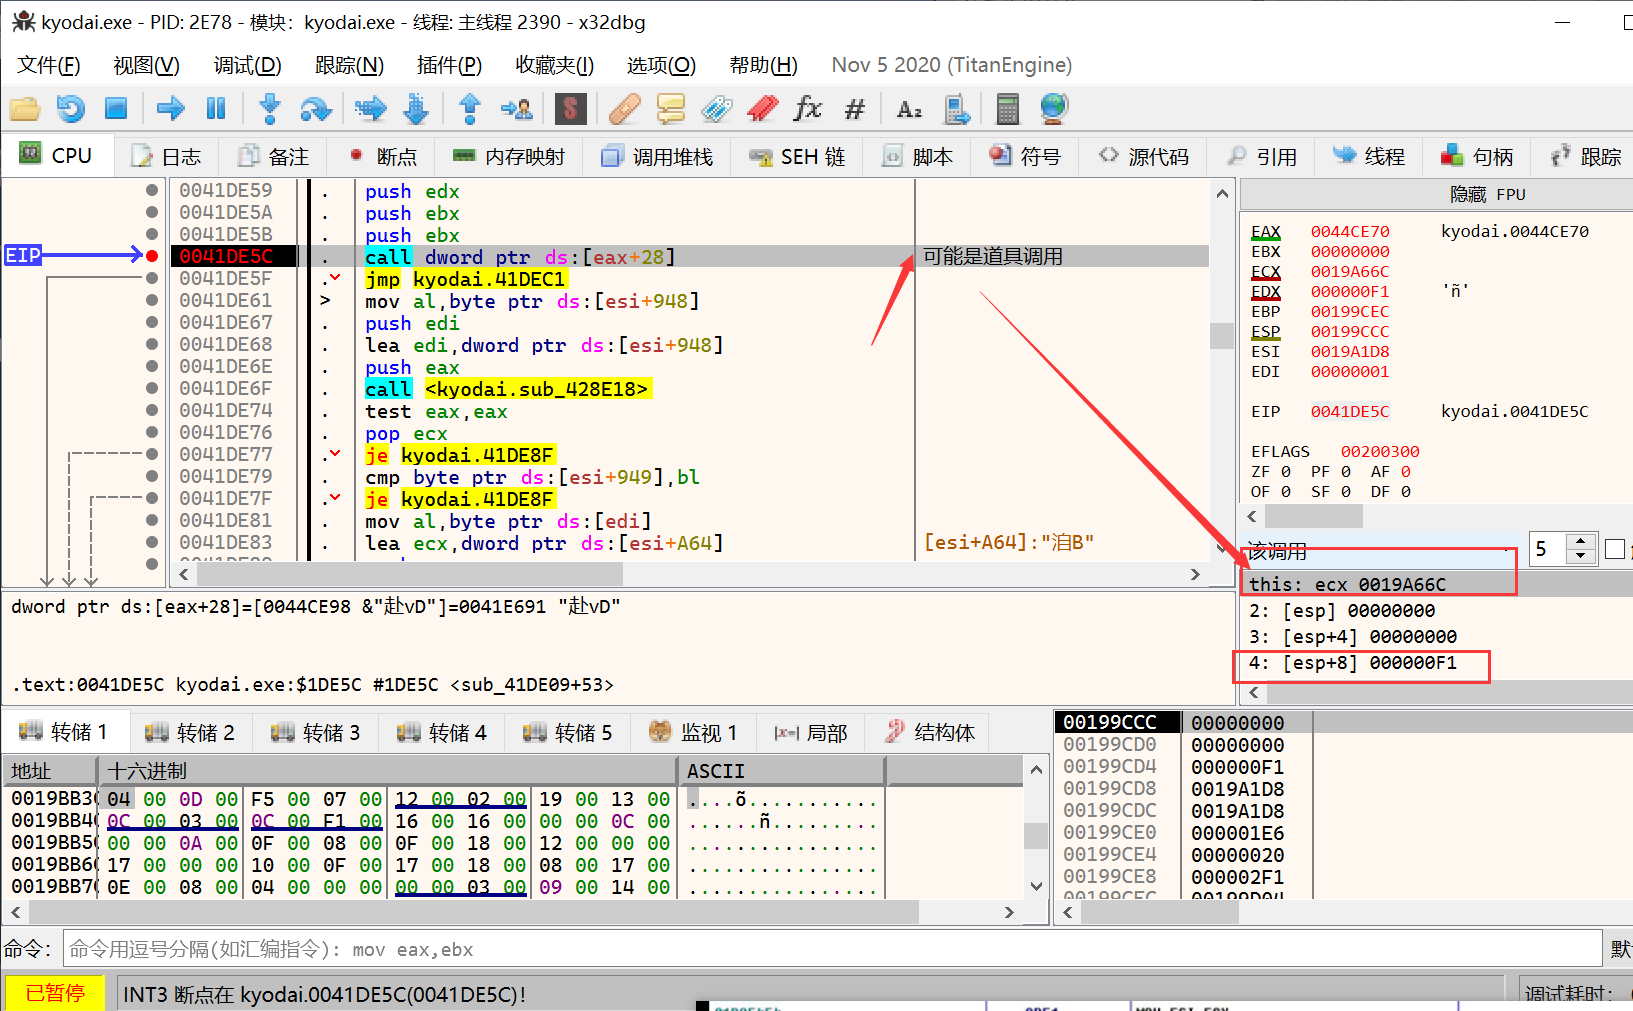 kyodai.exe - PID: 2E78 - 模块: kyodai.exe - 线程: 主线程 2390 - x32dbg
文件(F) 视图(V) 调试(D) 跟踪(N) 插件(P) 收藏夹(I) 选项(O) 帮助(H) Nov 5 2020 (TitanEngine)
CPU 日志 备注 断点 内存映射 调用堆栈 SEH 链 脚本 符号 源代码 引用 线程 句柄 跟踪
0041DE59 . push edx
0041DE5A . push ebx
0041DE5B . push ebx
EIP 0041DE5C . call dword ptr ds:[eax+28] 可能是道具调用
0041DE5F . jmp kyodai.41DEC1
0041DE61 > mov al,byte ptr ds:[esi+948]
0041DE67 . push edi
0041DE68 . lea edi,dword ptr ds:[esi+948]
0041DE6E . push eax
0041DE6F . call <kyodai.sub_428E18>
0041DE74 . test eax,eax
0041DE76 . pop ecx
0041DE77 . je kyodai.41DE8F
0041DE79 . cmp byte ptr ds:[esi+949],bl
0041DE7F . je kyodai.41DE8F
0041DE81 . mov al,byte ptr ds:[edi]
0041DE83 . lea ecx,dword ptr ds:[esi+A64] [esi+A64]:"洎B"
隐藏 FPU
EAX 0044CE70 kyodai.0044CE70
EBX 00000000
ECX 0019A66C
EDX 000000F1 'ñ'
EBP 00199CEC
ESP 00199CCC
ESI 0019A1D8
EDI 00000001
EIP 0041DE5C kyodai.0041DE5C
EFLAGS 00200300
ZF 0 PF 0 AF 0
OF 0 SF 0 DF 0
该调用 5
this: ecx 0019A66C
2: [esp] 00000000
3: [esp+4] 00000000
4: [esp+8] 000000F1
dword ptr ds:[eax+28]=[0044CE98 &"赴vD"]=0041E691 "赴vD"
.text:0041DE5C kyodai.exe:$1DE5C #1DE5C <sub_41DE09+53>
转储 1 转储 2 转储 3 转储 4 转储 5 监视 1 局部 结构体
地址 十六进制 ASCII
0019BB30 04 00 0D 00 F5 00 07 00 12 00 02 00 19 00 13 00 ....õ...........
0019BB40 0C 00 03 00 0C 00 F1 00 16 00 16 00 00 00 0C 00 ......ñ.........
0019BB50 00 00 0A 00 0F 00 08 00 0F 00 18 00 12 00 00 00 ................
0019BB60 17 00 00 00 10 00 0F 00 17 00 18 00 08 00 17 00 ................
0019BB70 0E 00 08 00 04 00 00 00 00 00 03 00 09 00 14 00 ................
00199CCC 00000000
00199CD0 00000000
00199CD4 000000F1
00199CD8 0019A1D8
00199CDC 0019A1D8
00199CE0 000001E6
00199CE4 00000020
00199CE8 000002F1
00199CEC 00199D04
命令: 命令用逗号分隔(如汇编指令): mov eax,ebx
已暂停 INT3 断点在 kyodai.0041DE5C(0041DE5C)! 调试耗时: